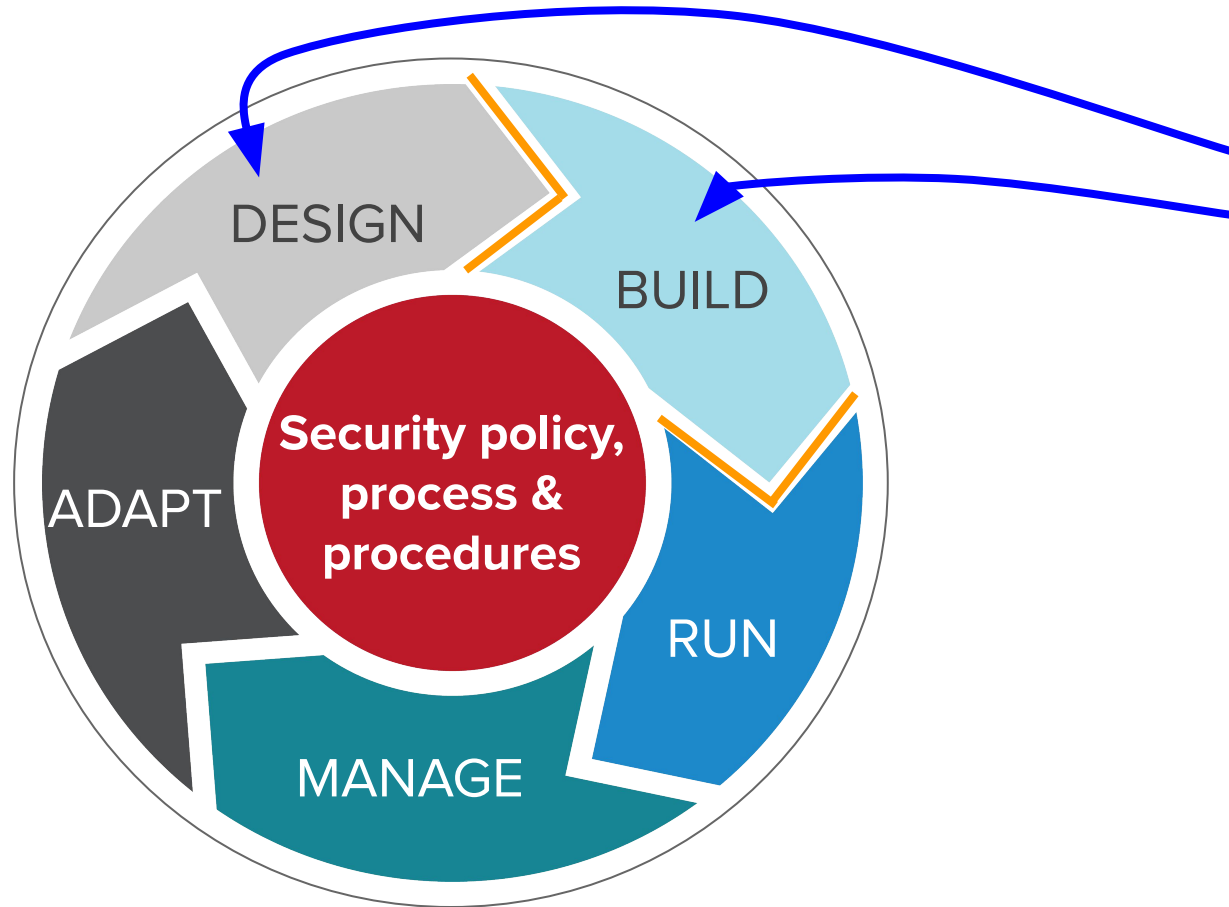 DESIGN
BUILD
Security policy,
process &
procedures
ADAPT
RUN
MANAGE